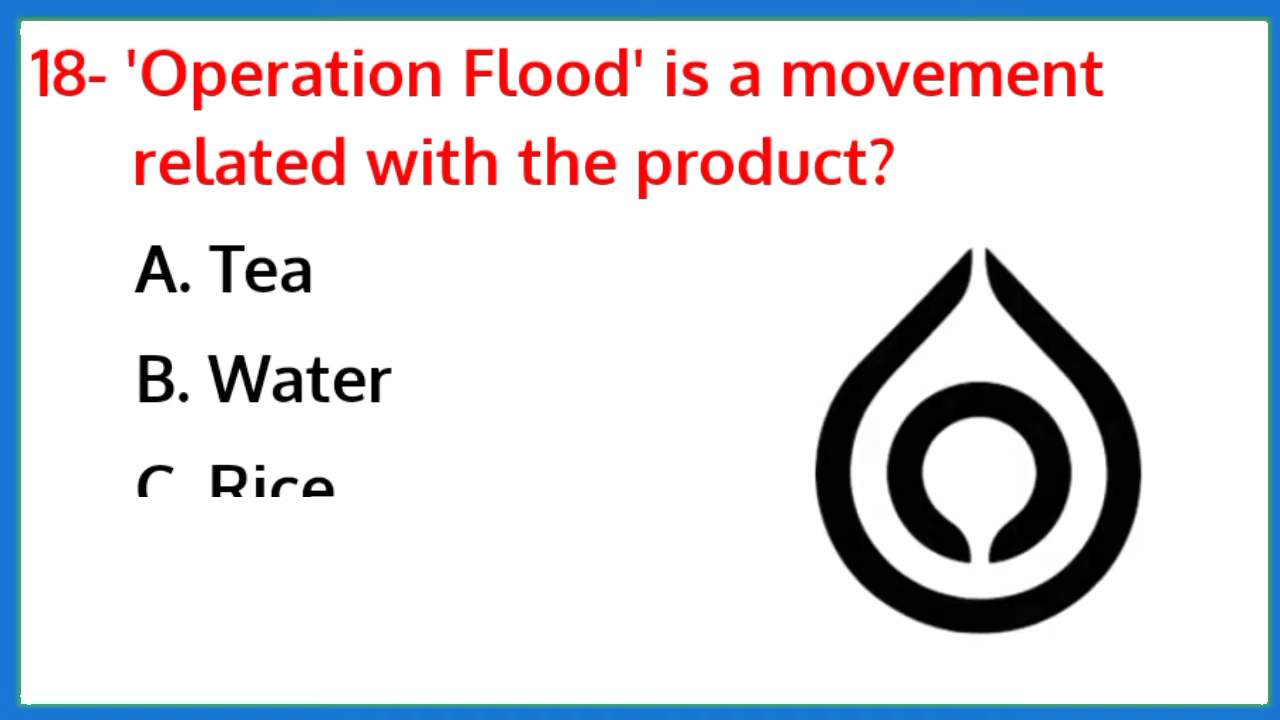 18- 'Operation Flood' is a movement
related with the product?
A. Tea
B. Water
C. Rice